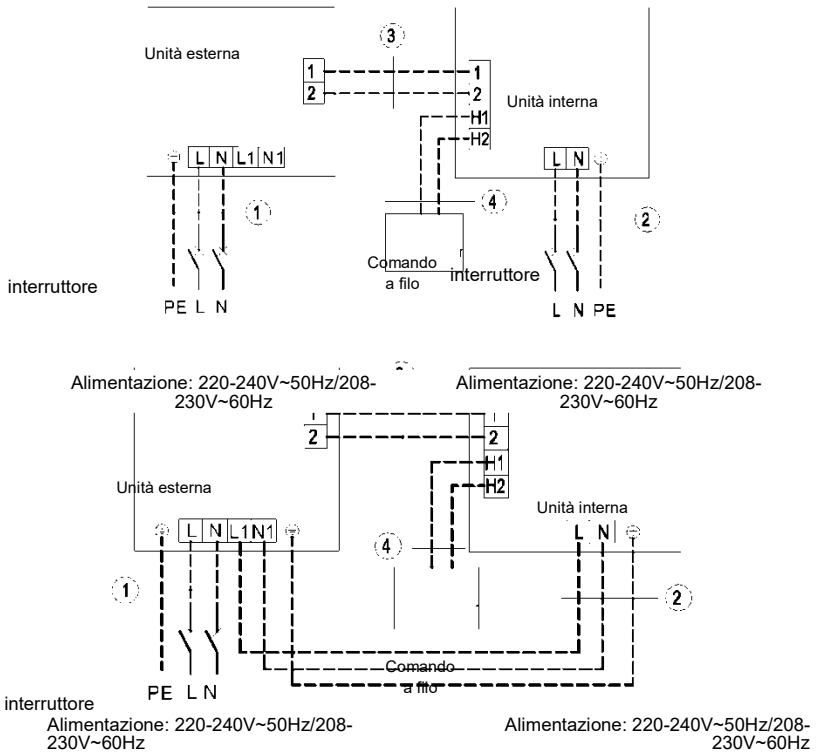 Unità esterna
3
1
1
2
2
Unità interna
H1
H2
L N L1 N1
L N
1
4
2
Comando
a filo
interruttore
interruttore
PE L N
L N PE
Alimentazione: 220-240V~50Hz/208-
230V~60Hz
Alimentazione: 220-240V~50Hz/208-
230V~60Hz
2
2
H1
H2
Unità esterna
Unità interna
L N L1 N1
L N
4
1
2
Comando
a filo
PE L N
interruttore
Alimentazione: 220-240V~50Hz/208-
230V~60Hz
Alimentazione: 220-240V~50Hz/208-
230V~60Hz